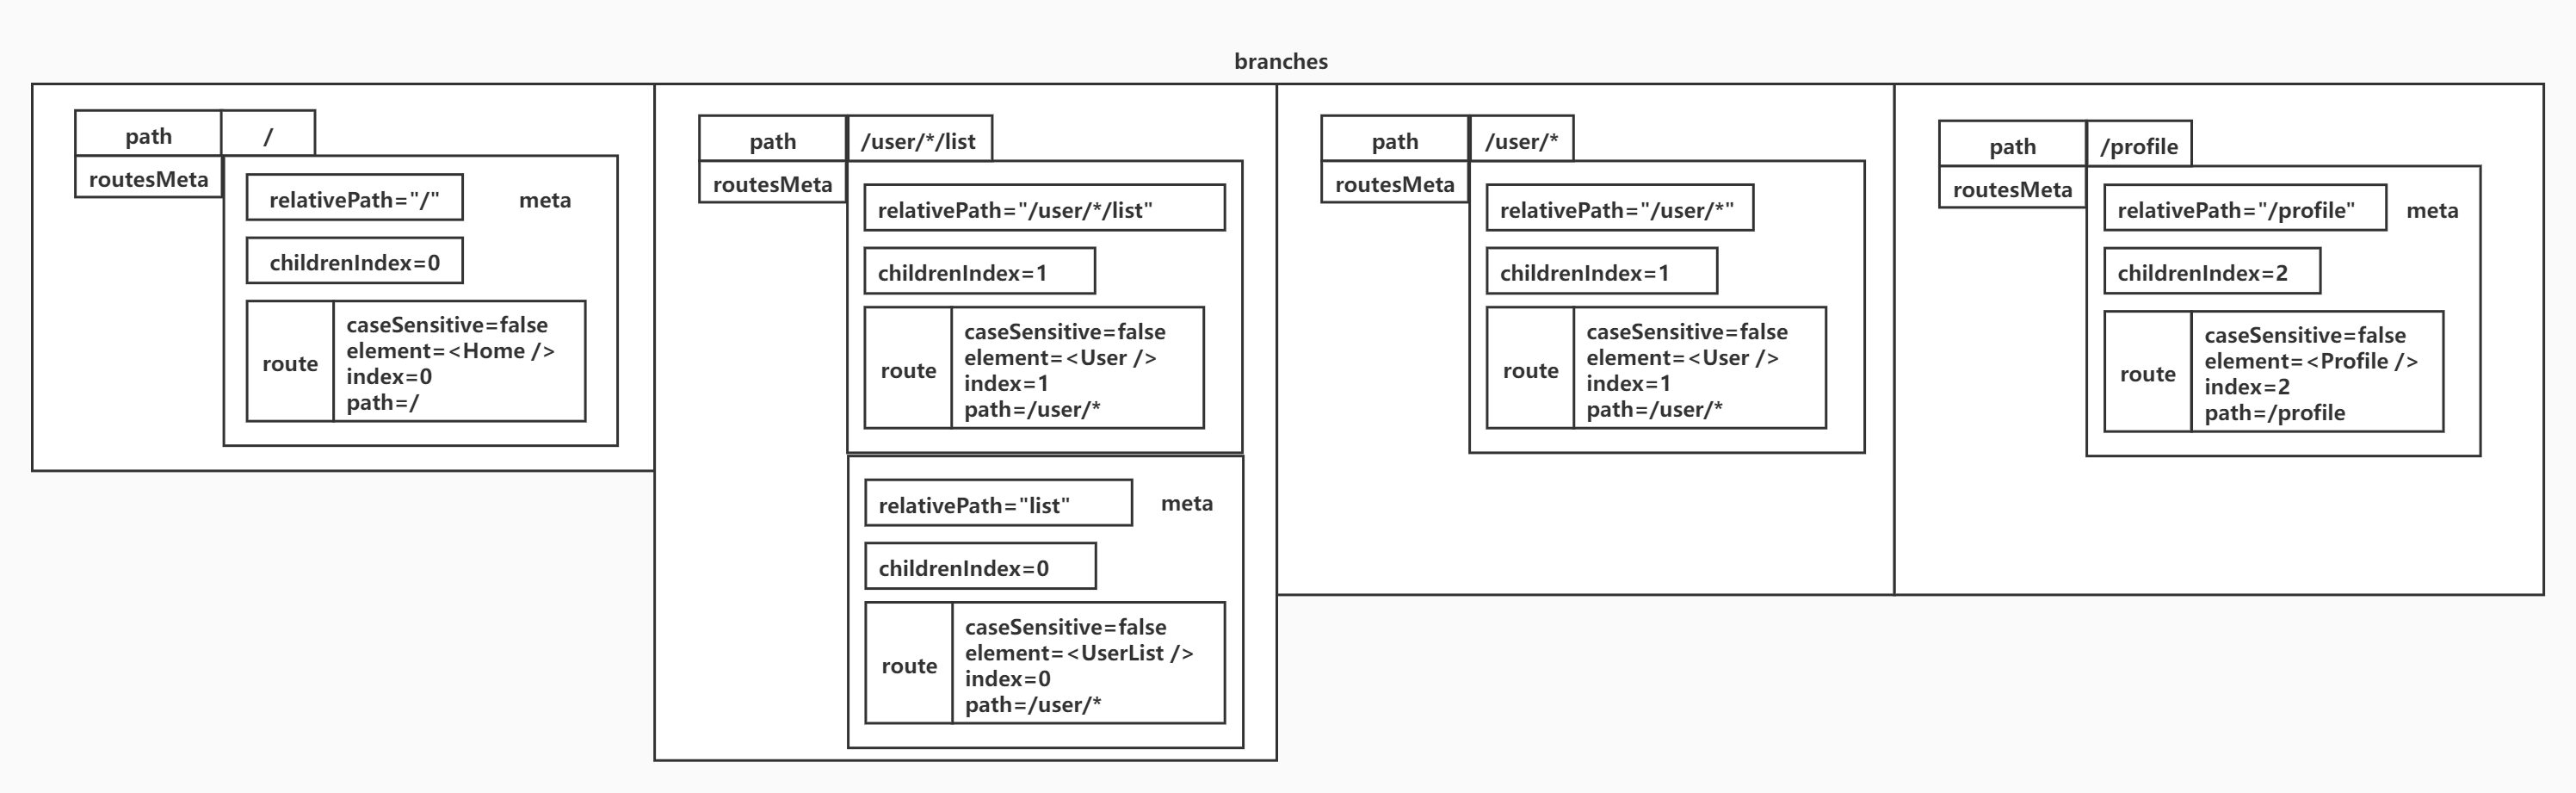 branches
path
/
routesMeta
relativePath="/"
meta
childrenIndex=0
route
caseSensitive=false
element=<Home />
index=0
path=/
path
/user/*/list
routesMeta
relativePath="/user/*/list"
childrenIndex=1
route
caseSensitive=false
element=<User />
index=1
path=/user/*
relativePath="list"
meta
childrenIndex=0
route
caseSensitive=false
element=<UserList />
index=0
path=/user/*
path
/user/*
routesMeta
relativePath="/user/*"
childrenIndex=1
route
caseSensitive=false
element=<User />
index=1
path=/user/*
path
/profile
routesMeta
relativePath="/profile"
meta
childrenIndex=2
route
caseSensitive=false
element=<Profile />
index=2
path=/profile